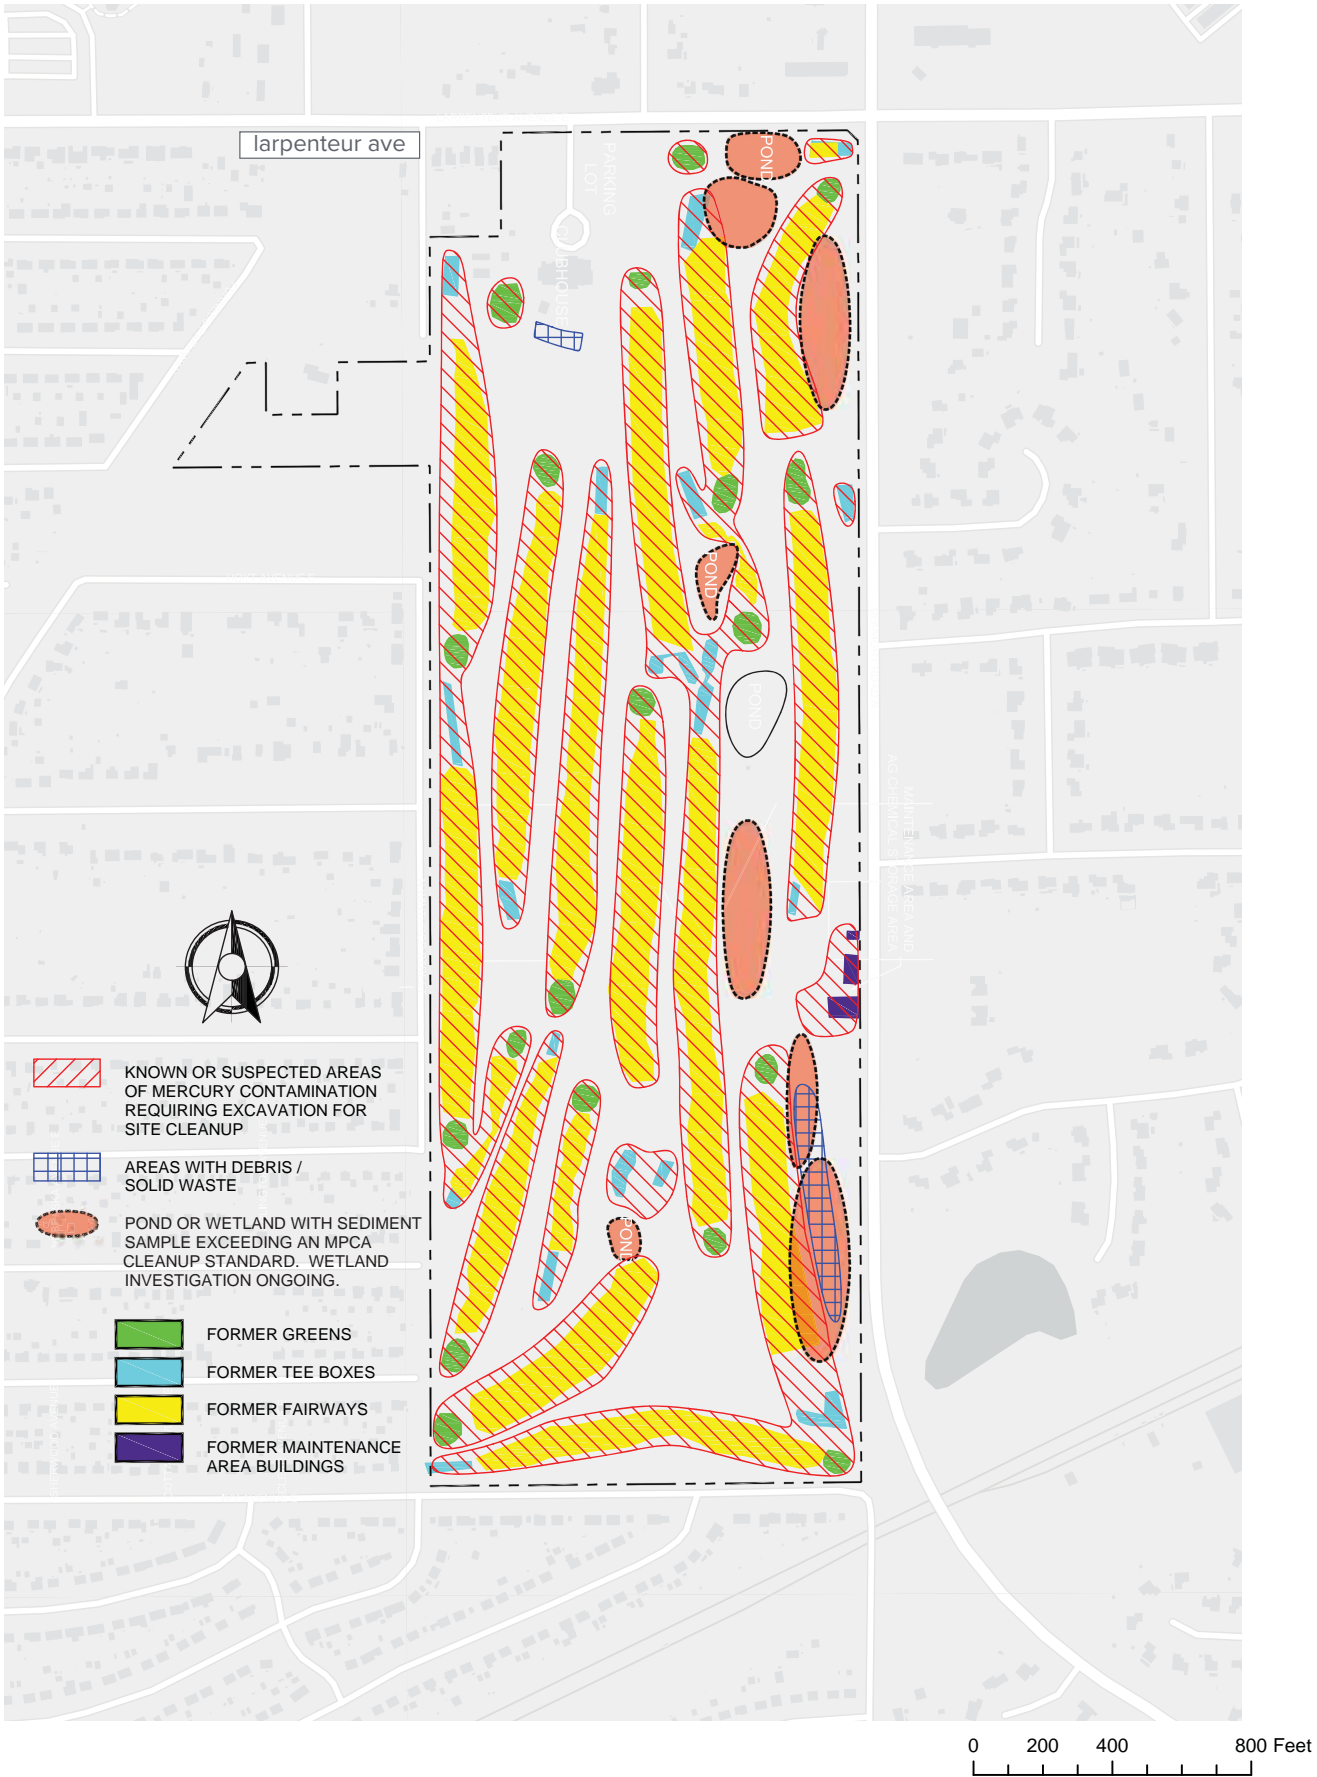 larpenteur ave
PARKING
LOT
CLUBHOUSE
POND
POND
POND
POND
MAINTENANCE AREA AND
AG CHEMICAL STORAGE AREA
KNOWN OR SUSPECTED AREAS
OF MERCURY CONTAMINATION
REQUIRING EXCAVATION FOR
SITE CLEANUP
AREAS WITH DEBRIS /
SOLID WASTE
POND OR WETLAND WITH SEDIMENT
SAMPLE EXCEEDING AN MPCA
CLEANUP STANDARD. WETLAND
INVESTIGATION ONGOING.
FORMER GREENS
FORMER TEE BOXES
FORMER FAIRWAYS
FORMER MAINTENANCE
AREA BUILDINGS
0 200 400 800 Feet